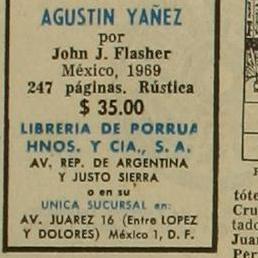 AGUSTIN YAÑEZ
por
John J. Flasher
México, 1969
247 páginas. Rústica
$ 35.00
LIBRERIA DE PORRUA
HNOS. Y CIA., S. A.
AV. REP. DE ARGENTINA
Y JUSTO SIERRA
o en su
UNICA SUCURSAL en:
AV. JUAREZ 16 (Entre LOPEZ
Y DOLORES) México 1, D. F.
tóte
Cru
tado
Juar
Per